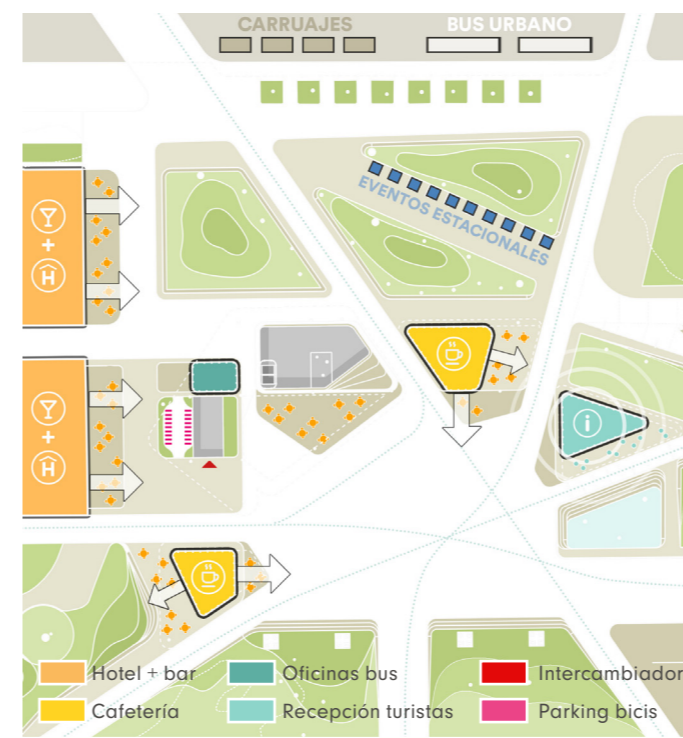 CARRUAJES
BUS URBANO
EVENTOS ESTACIONALES
+
H
i
+
H
Hotel + bar
Oficinas bus
Intercambiador
Cafetería
Recepción turistas
Parking bicis